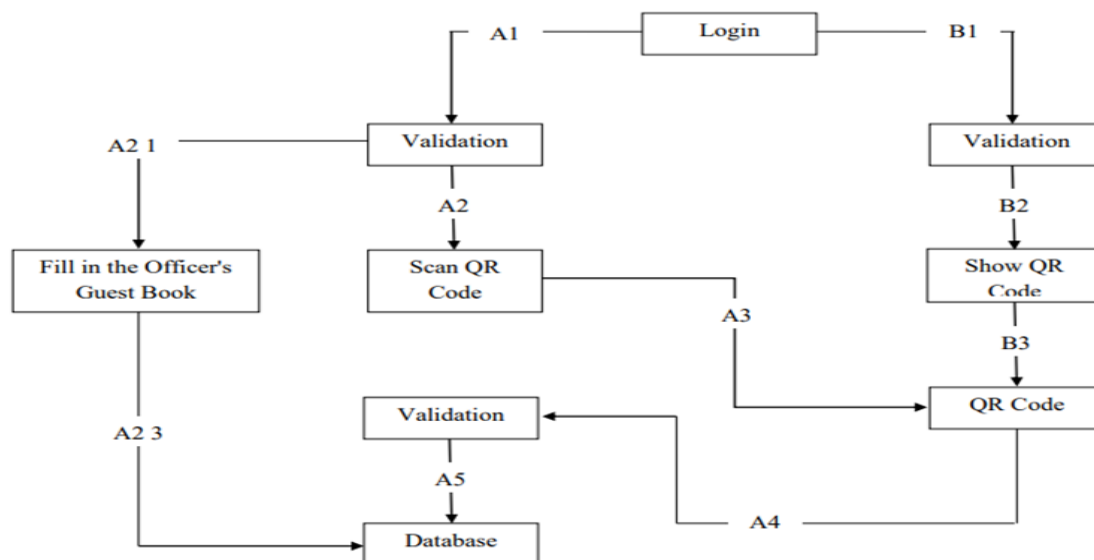 A1
Login
B1
Validation
Validation
A2 1
A2
B2
Fill in the Officer's
Guest Book
Scan QR
Code
Show QR
Code
A3
B3
Validation
QR Code
A2 3
A5
A4
Database